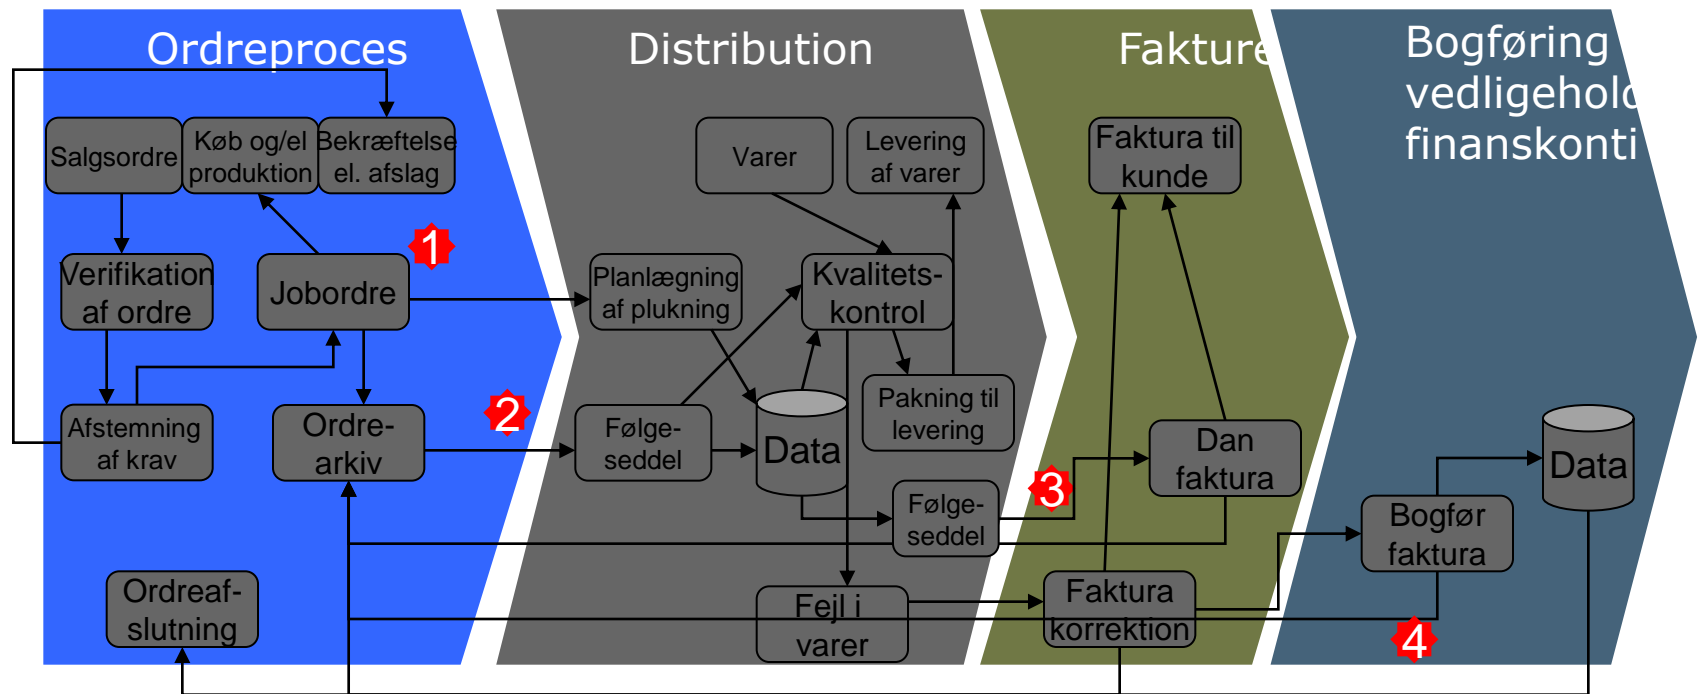 Ordreproces
Distribution
Fakture
Bogføring
vedligehold
finanskonti
Salgsordre
Køb og/el
produktion
Bekræftelse
el. afslag
Varer
Levering
af varer
Faktura til
kunde
1
Verifikation
af ordre
Jobordre
Planlægning
af plukning
Kvalitets-
kontrol
2
Afstemning
af krav
Ordre-
arkiv
Følge-
seddel
Data
Pakning til
levering
Dan
faktura
Data
3
Følge-
seddel
Bogfør
faktura
Ordreaf-
slutning
Fejl i
varer
Faktura
korrektion
4